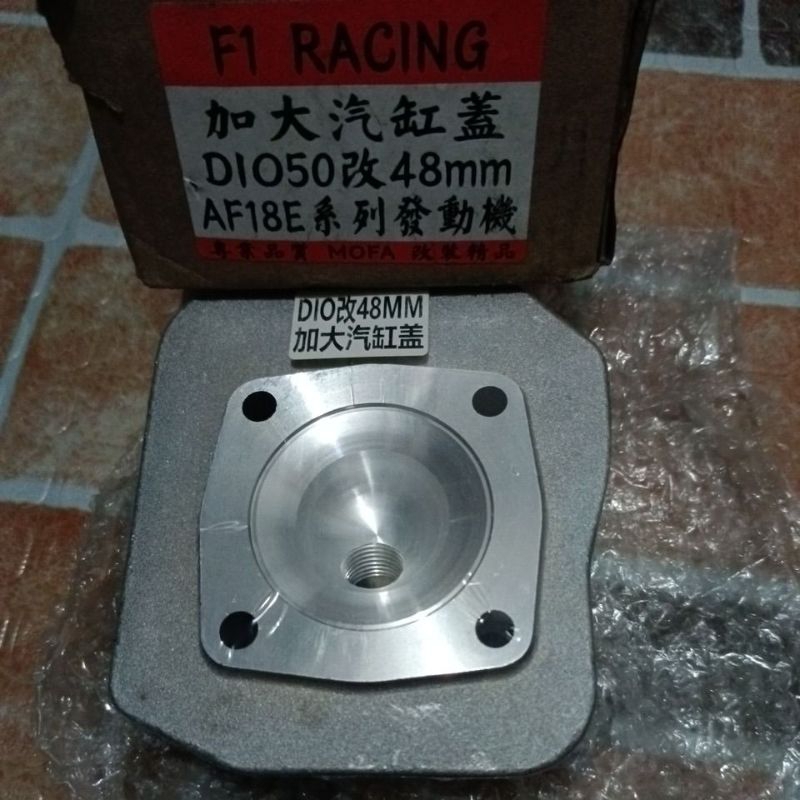 F1 RACING
加大汽缸蓋
DIO50改48mm
AF18E系列發動機
專業品質 MOFA 改裝精品
DIO改48MM
加大汽缸盖